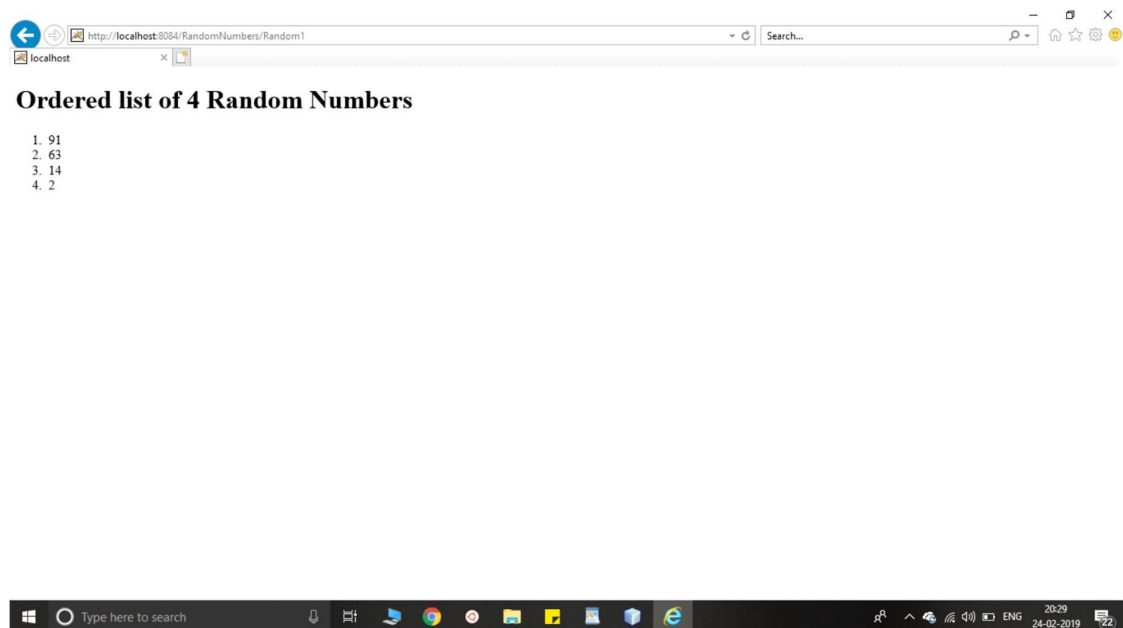 http://localhost:8084/RandomNumbers/Random1
Search...
localhost
Ordered list of 4 Random Numbers
1. 91
2. 63
3. 14
4. 2
Type here to search
ENG
20:29
24-02-2019
22